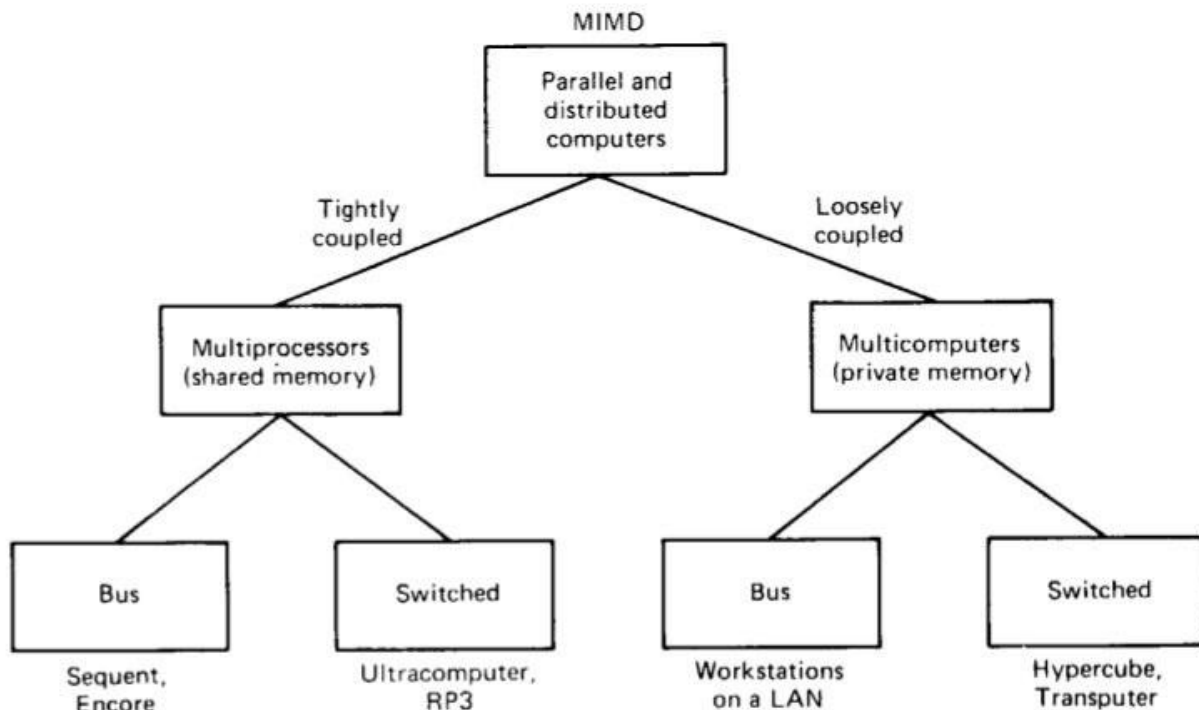 MIMD
Parallel and
distributed
computers
Tightly
coupled
Loosely
coupled
Multiprocessors
(shared memory)
Multicomputers
(private memory)
Bus
Switched
Bus
Switched
Sequent,
Encore
Ultracomputer,
RP3
Workstations
on a LAN
Hypercube,
Transputer